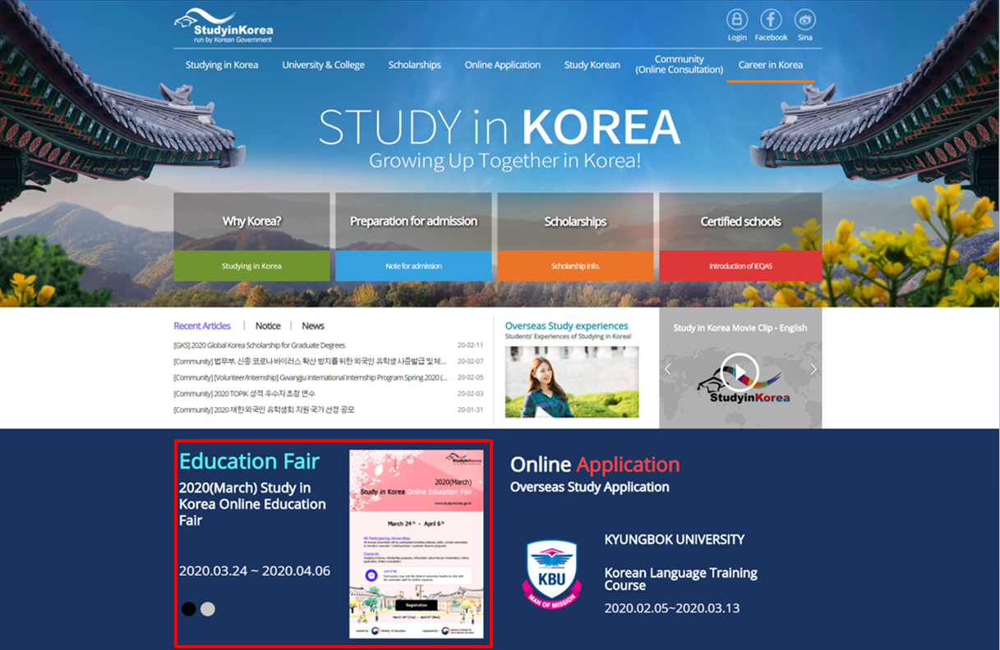 StudyinKorea
run by Korean Government
Login
Facebook
Sina
Studying in Korea
University & College
Scholarships
Online Application
Study Korean
Community
(Online Consultation)
Career in Korea
STUDY in KOREA
Growing Up Together in Korea!
Why Korea?
Studying in Korea
Preparation for admission
Note for admission
Scholarships
Scholarship Info.
Certified schools
Introduction of IEQAS
Recent Articles | Notice | News
[GKS] 2020 Global Korea Scholarship for Graduate Degrees 20-02-11
[Community] 법무부, 신종 코로나 바이러스 확산 방지를 위한 외국인 유학생 사증발급 및 체... 20-02-07
[Community] [Volunteer/Internship] Gwangju International Internship Program Spring 2020 (... 20-02-05
[Community] 2020 TOPIK 성적 우수자 초청 연수 20-02-03
[Community] 2020 재한 외국인 유학생회 지원 국가 선정 공모 20-01-31
Overseas Study experiences
Students' Experiences of Studying in Korea!
Study in Korea Movie Clip - English
StudyinKorea
Education Fair
2020(March) Study in
Korea Online Education
Fair
2020.03.24 ~ 2020.04.06
StudyinKorea
2020(March)
Study in Korea Online Education Fair
www.studyinkorea.go.kr
March 24th - April 6th
Participating Universities
Contents
Live Chat
Registration
Ministry of Education
Online Application
Overseas Study Application
KBU
MAN OF MISSION
KYUNGBOK UNIVERSITY
Korean Language Training
Course
2020.02.05~2020.03.13